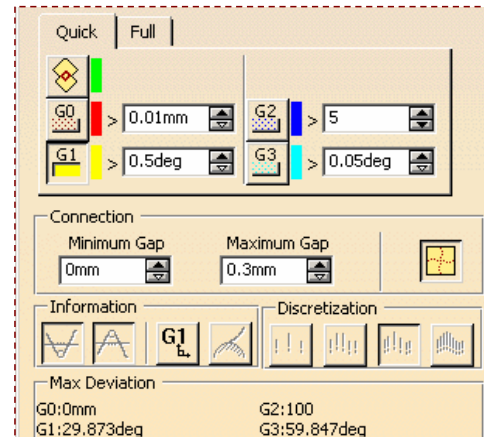 Quick Full
G0 > 0.01mm G2 > 5
G1 > 0.5deg G3 > 0.05deg
Connection
Minimum Gap Maximum Gap
0mm 0.3mm
Information Discretization
G1
Max Deviation
G0:0mm G2:100
G1:29.873deg G3:59.847deg